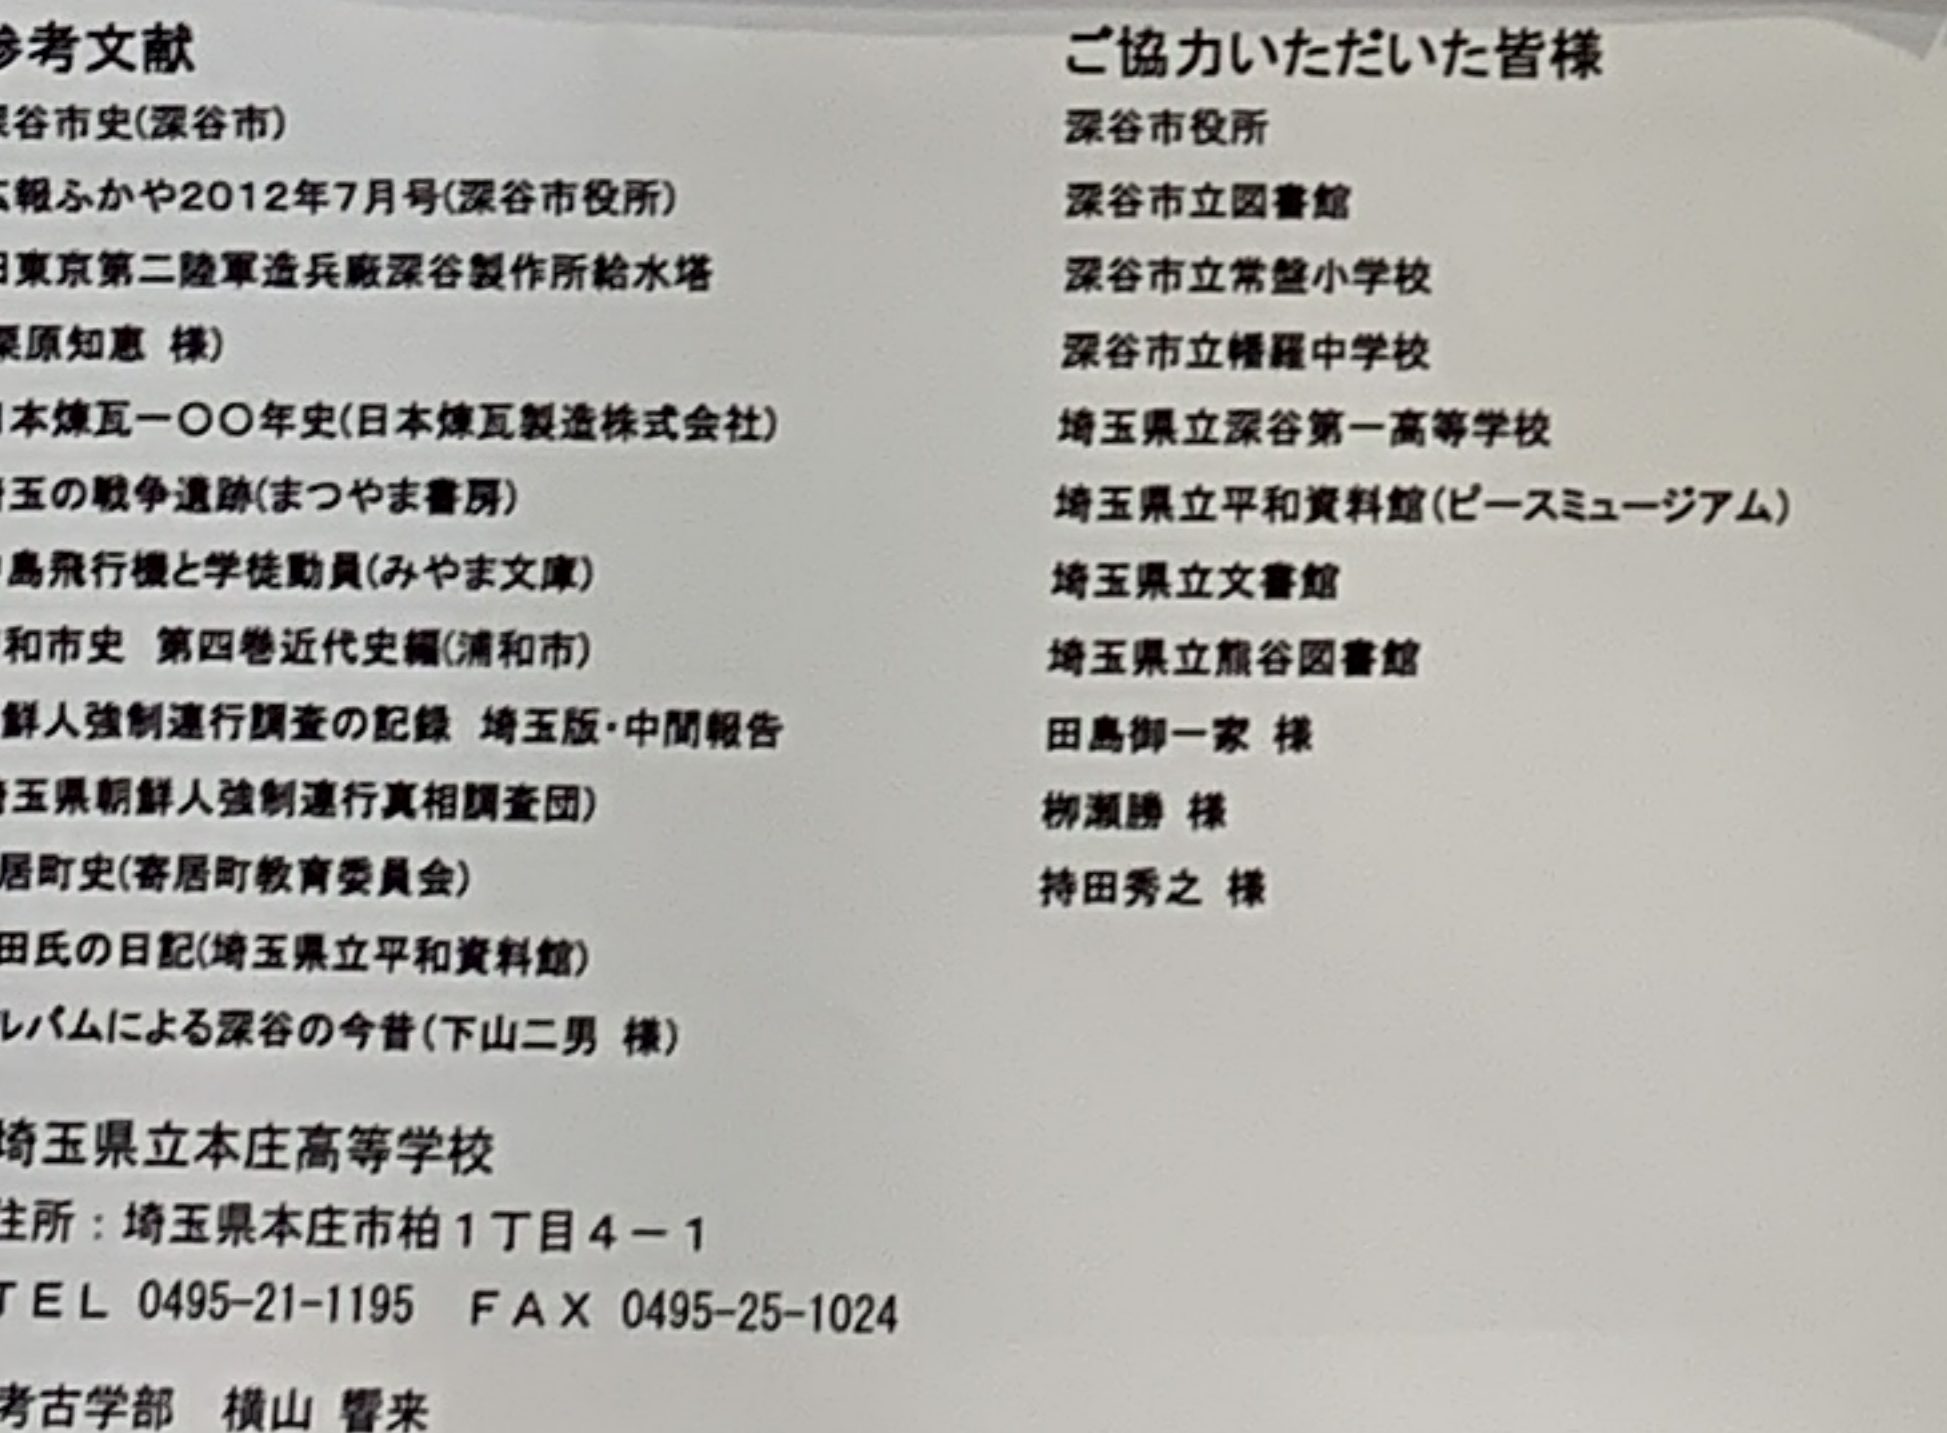 参考文献
深谷市史(深谷市)
広報ふかや2012年7月号(深谷市役所)
旧東京第二陸軍造兵廠深谷製作所給水塔
(栗原知恵 様)
日本煉瓦一〇〇年史(日本煉瓦製造株式会社)
埼玉の戦争遺跡(まつやま書房)
中島飛行機と学徒動員(みやま文庫)
和市史 第四巻近代史編(浦和市)
鮮人強制連行調査の記録 埼玉版・中間報告
埼玉県朝鮮人強制連行真相調査団)
居町史(寄居町教育委員会)
田氏の日記(埼玉県立平和資料館)
ルバムによる深谷の今昔(下山二男 様)
埼玉県立本庄高等学校
住所：埼玉県本庄市柏1丁目4－1
TEL 0495-21-1195 FAX 0495-25-1024
考古学部 横山 響来
ご協力いただいた皆様
深谷市役所
深谷市立図書館
深谷市立常盤小学校
深谷市立幡羅中学校
埼玉県立深谷第一高等学校
埼玉県立平和資料館(ピースミュージアム)
埼玉県立文書館
埼玉県立熊谷図書館
田島御一家 様
栁瀬勝 様
持田秀之 様